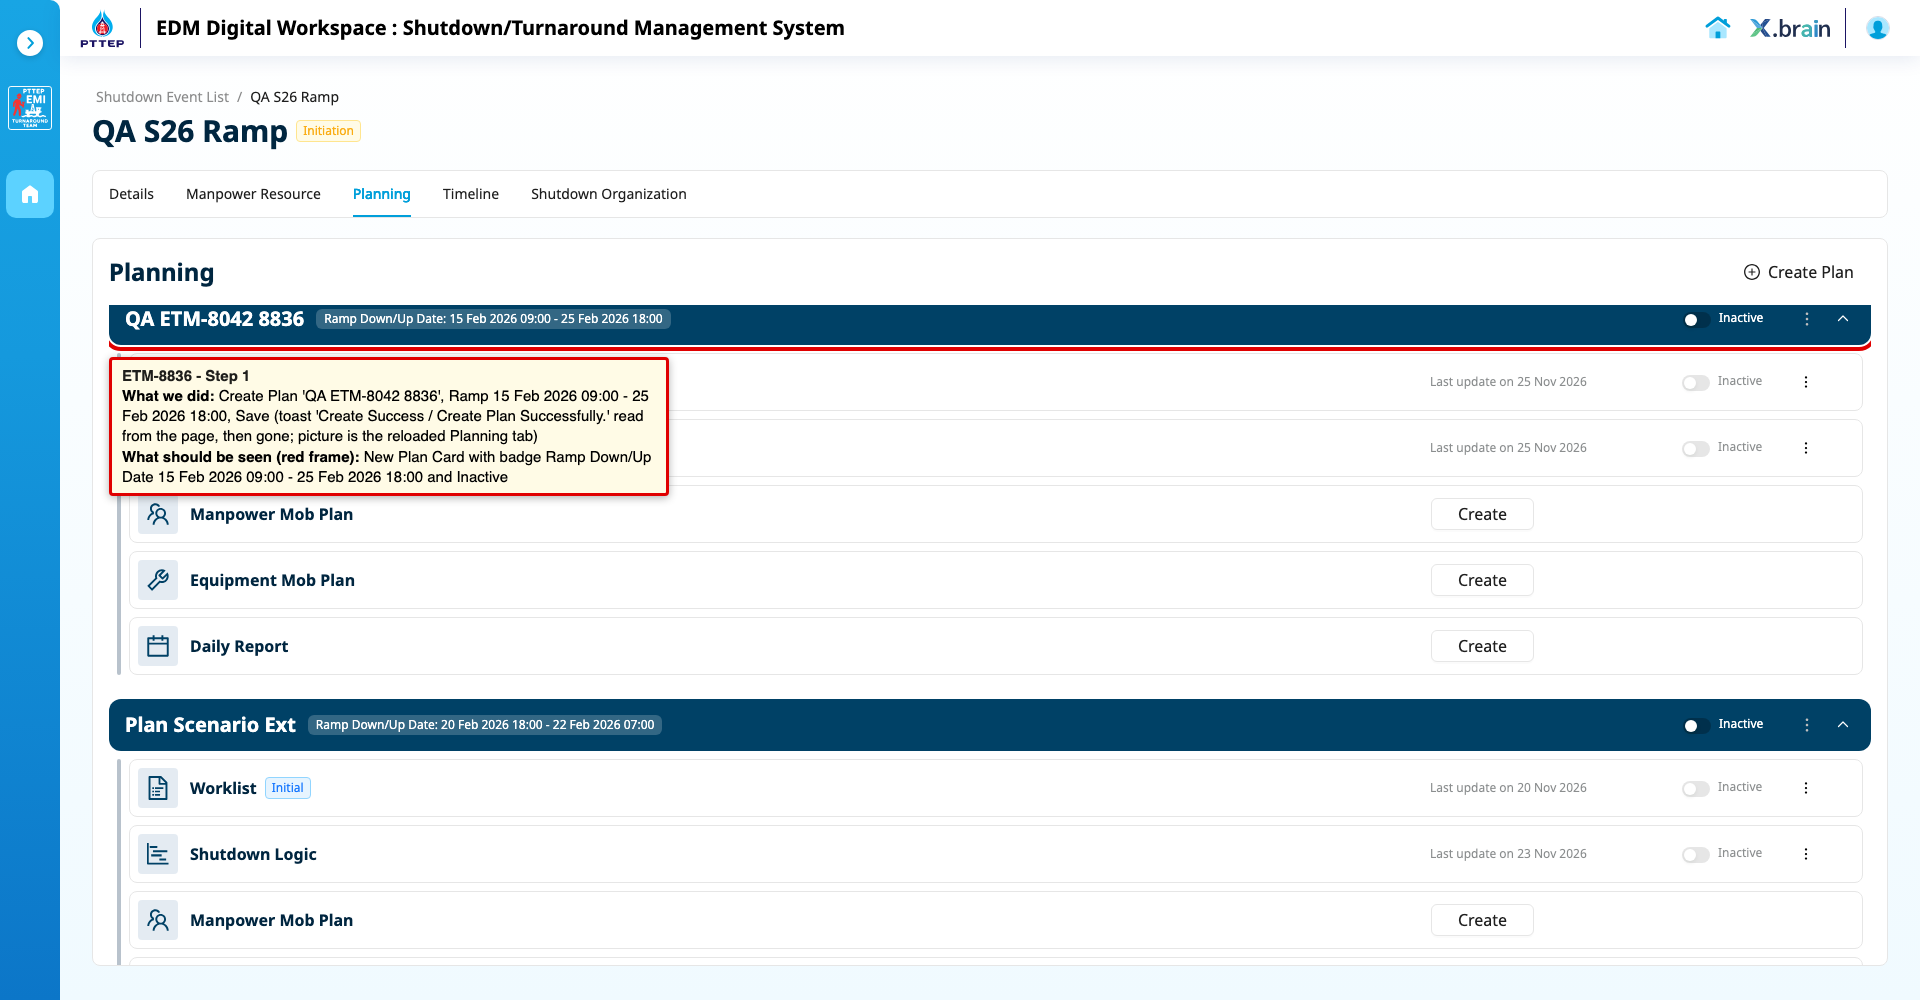 PTTEP
EDM Digital Workspace : Shutdown/Turnaround Management System
X.brain
PTTEP
EMI
TURNAROUND
TEAM
Shutdown Event List / QA S26 Ramp
QA S26 Ramp Initiation
Details Manpower Resource Planning Timeline Shutdown Organization
Planning
Create Plan
QA ETM-8042 8836 Ramp Down/Up Date: 15 Feb 2026 09:00 - 25 Feb 2026 18:00 Inactive
ETM-8836 - Step 1
What we did: Create Plan 'QA ETM-8042 8836', Ramp 15 Feb 2026 09:00 - 25
Feb 2026 18:00, Save (toast 'Create Success / Create Plan Successfully.' read
from the page, then gone; picture is the reloaded Planning tab)
What should be seen (red frame): New Plan Card with badge Ramp Down/Up
Date 15 Feb 2026 09:00 - 25 Feb 2026 18:00 and Inactive
Last update on 25 Nov 2026 Inactive
Last update on 25 Nov 2026 Inactive
Manpower Mob Plan Create
Equipment Mob Plan Create
Daily Report Create
Plan Scenario Ext Ramp Down/Up Date: 20 Feb 2026 18:00 - 22 Feb 2026 07:00 Inactive
Worklist Initial Last update on 20 Nov 2026 Inactive
Shutdown Logic Last update on 23 Nov 2026 Inactive
Manpower Mob Plan Create